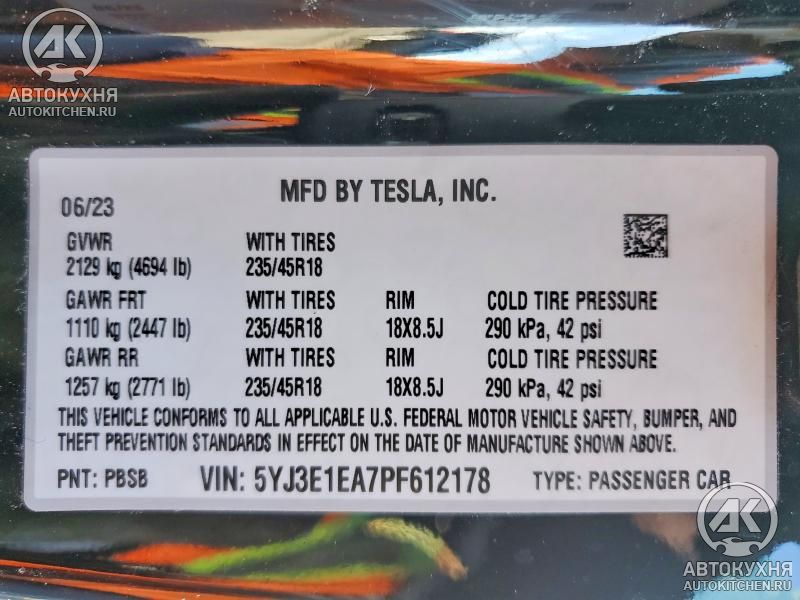 AK
АВТОКУХНЯ
AUTOKITCHEN.RU
MFD BY TESLA, INC.
06/23
GVWR WITH TIRES
2129 kg (4694 lb) 235/45R18
GAWR FRT WITH TIRES RIM COLD TIRE PRESSURE
1110 kg (2447 lb) 235/45R18 18X8.5J 290 kPa, 42 psi
GAWR RR WITH TIRES RIM COLD TIRE PRESSURE
1257 kg (2771 lb) 235/45R18 18X8.5J 290 kPa, 42 psi
THIS VEHICLE CONFORMS TO ALL APPLICABLE U.S. FEDERAL MOTOR VEHICLE SAFETY, BUMPER, AND
THEFT PREVENTION STANDARDS IN EFFECT ON THE DATE OF MANUFACTURE SHOWN ABOVE.
PNT: PBSB VIN: 5YJ3E1EA7PF612178 TYPE: PASSENGER CAR
AK
АВТОКУХНЯ
AUTOKITCHEN.RU